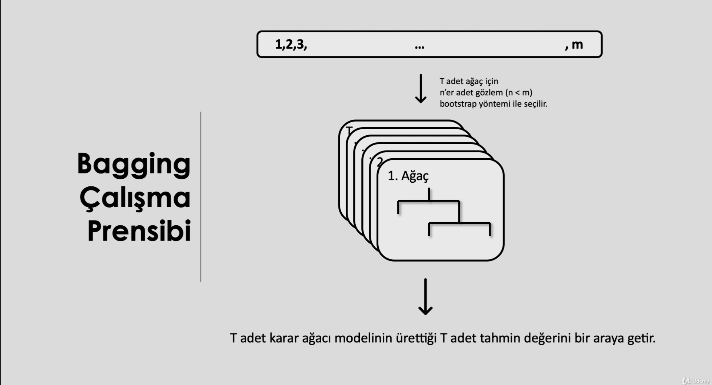 1,2,3, ... , m
T adet ağaç için
n'er adet gözlem (n < m)
bootstrap yöntemi ile seçilir.
Bagging
Çalışma
Prensibi
T
2
1. Ağaç
T adet karar ağacı modelinin ürettiği T adet tahmin değerini bir araya getir.